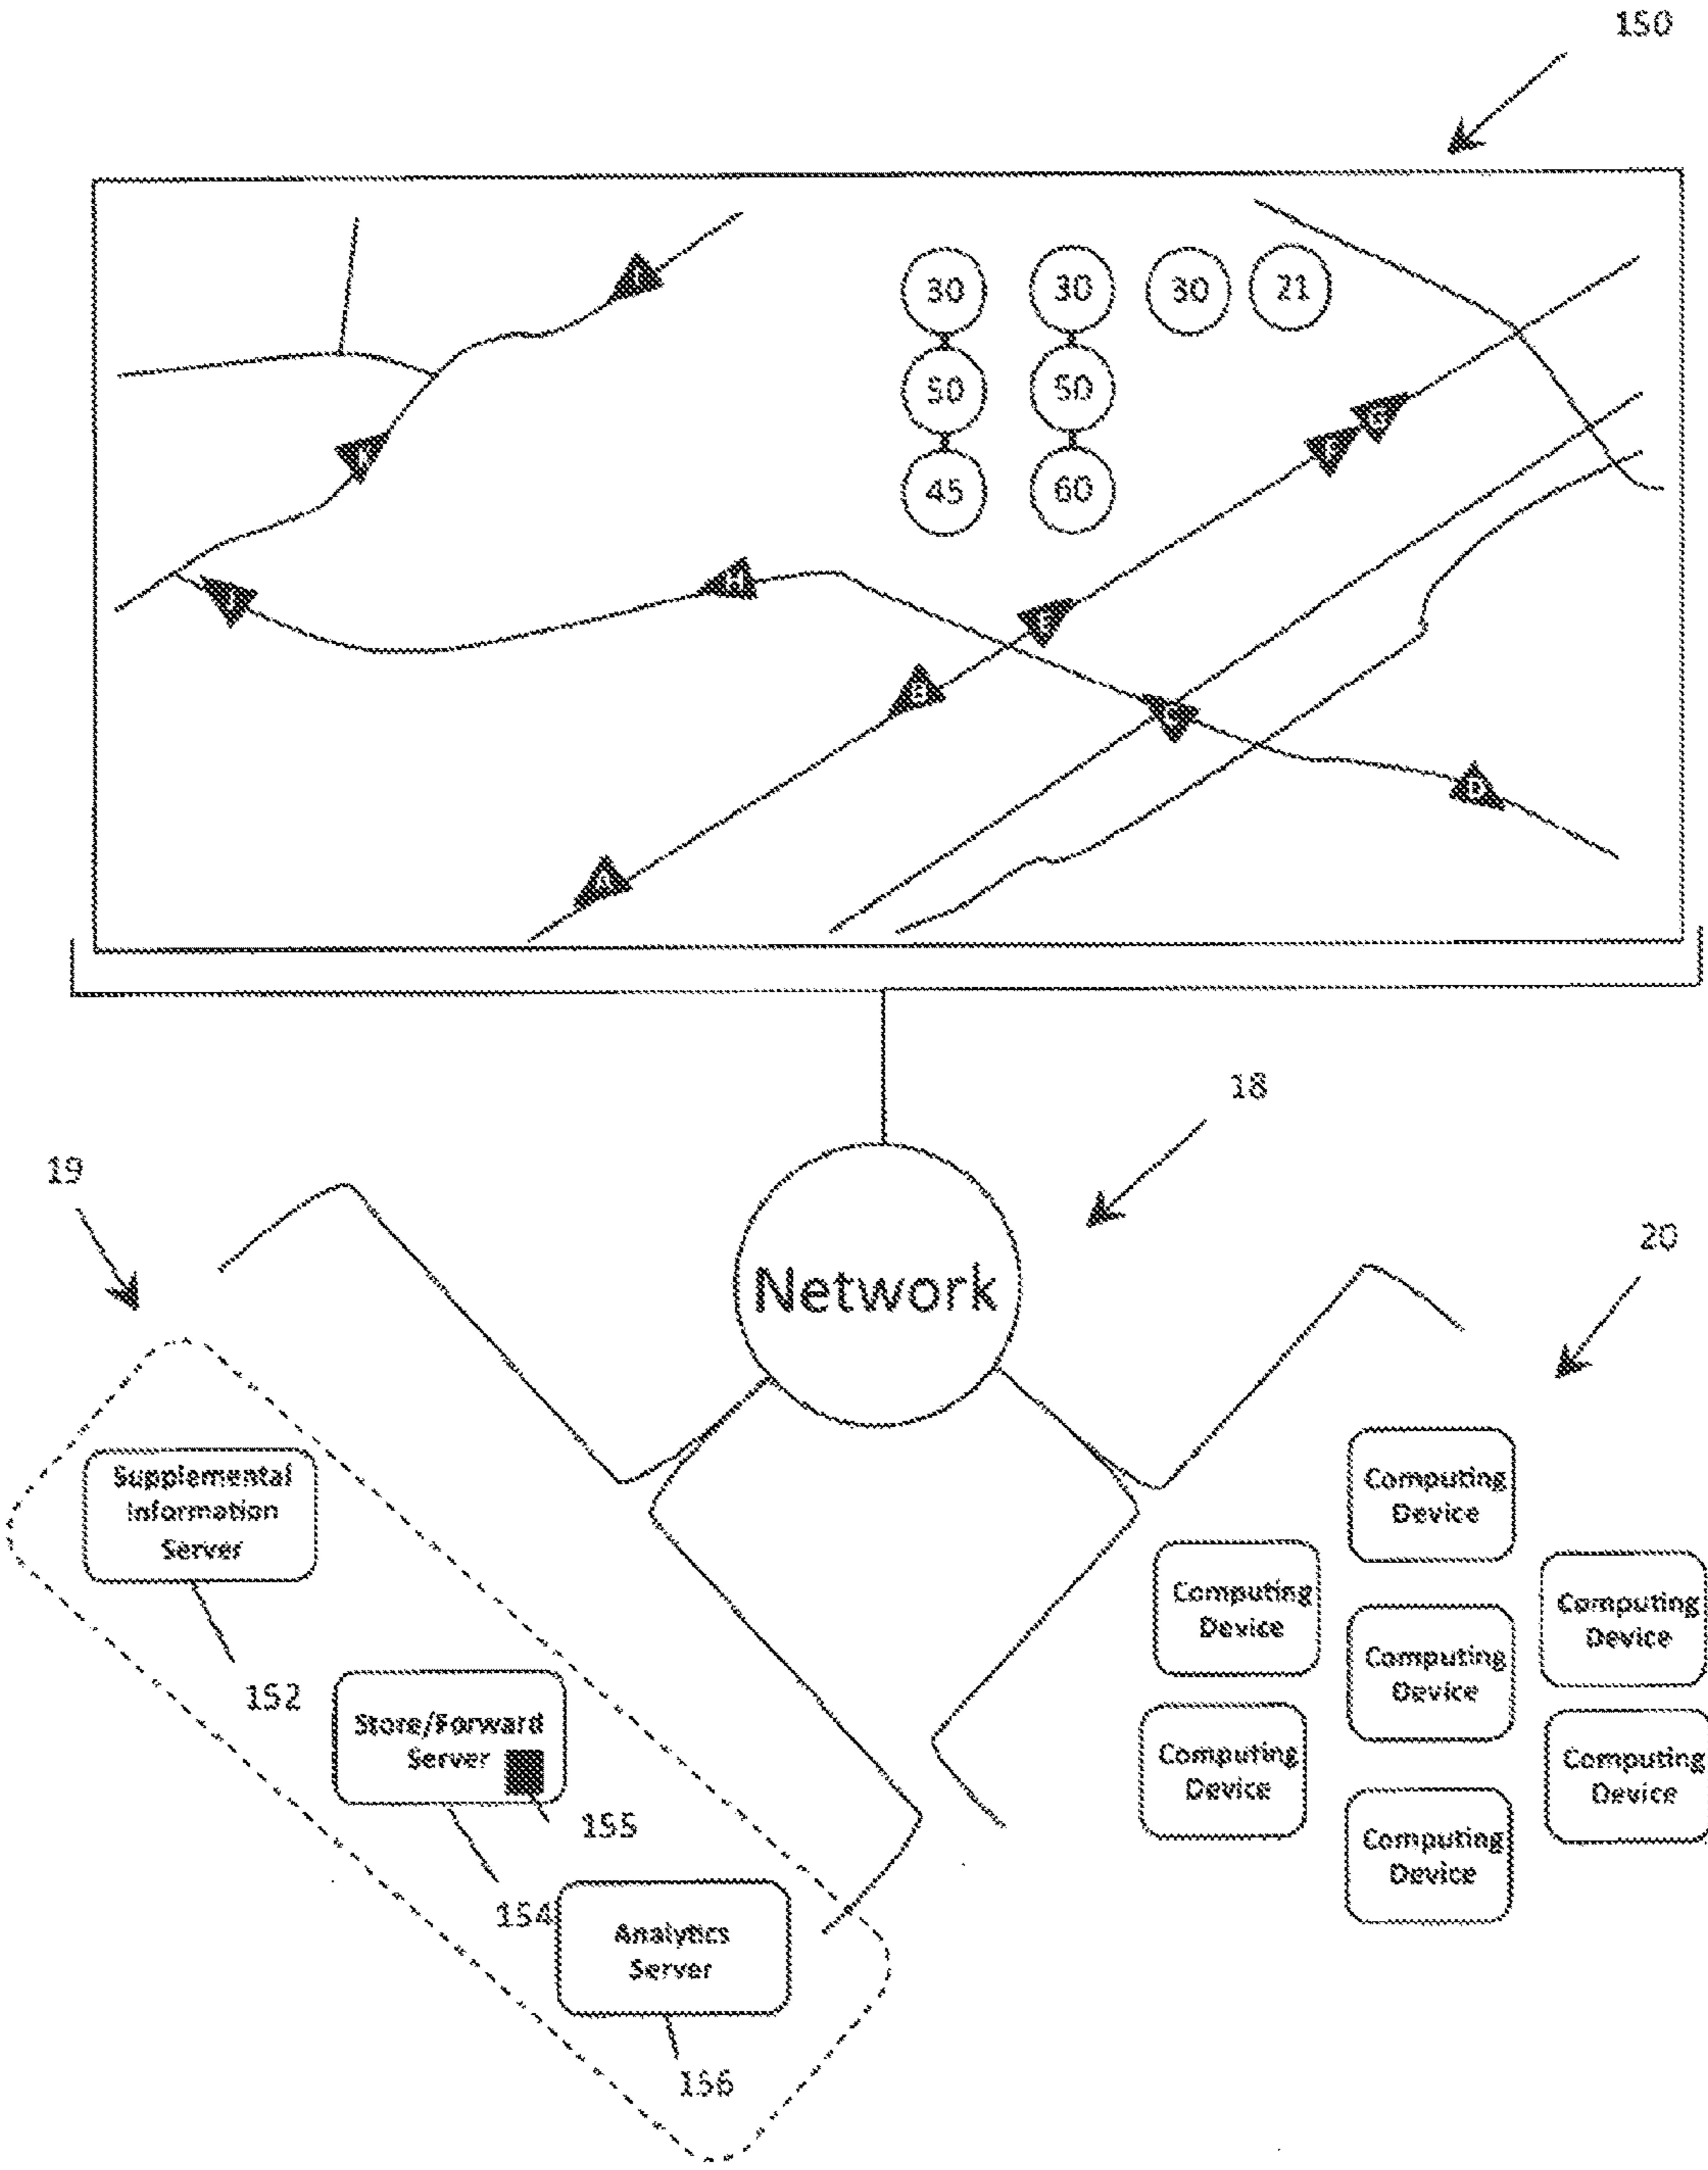 150
30 30 30 21
50 50
45 60
G
F
K
H
J
E
B
C
D
A
18
19
20
Network
Supplemental
Information
Server
152
Store/Forward
Server
155
154
Analytics
Server
156
Computing
Device
Computing
Device
Computing
Device
Computing
Device
Computing
Device
Computing
Device
Computing
Device